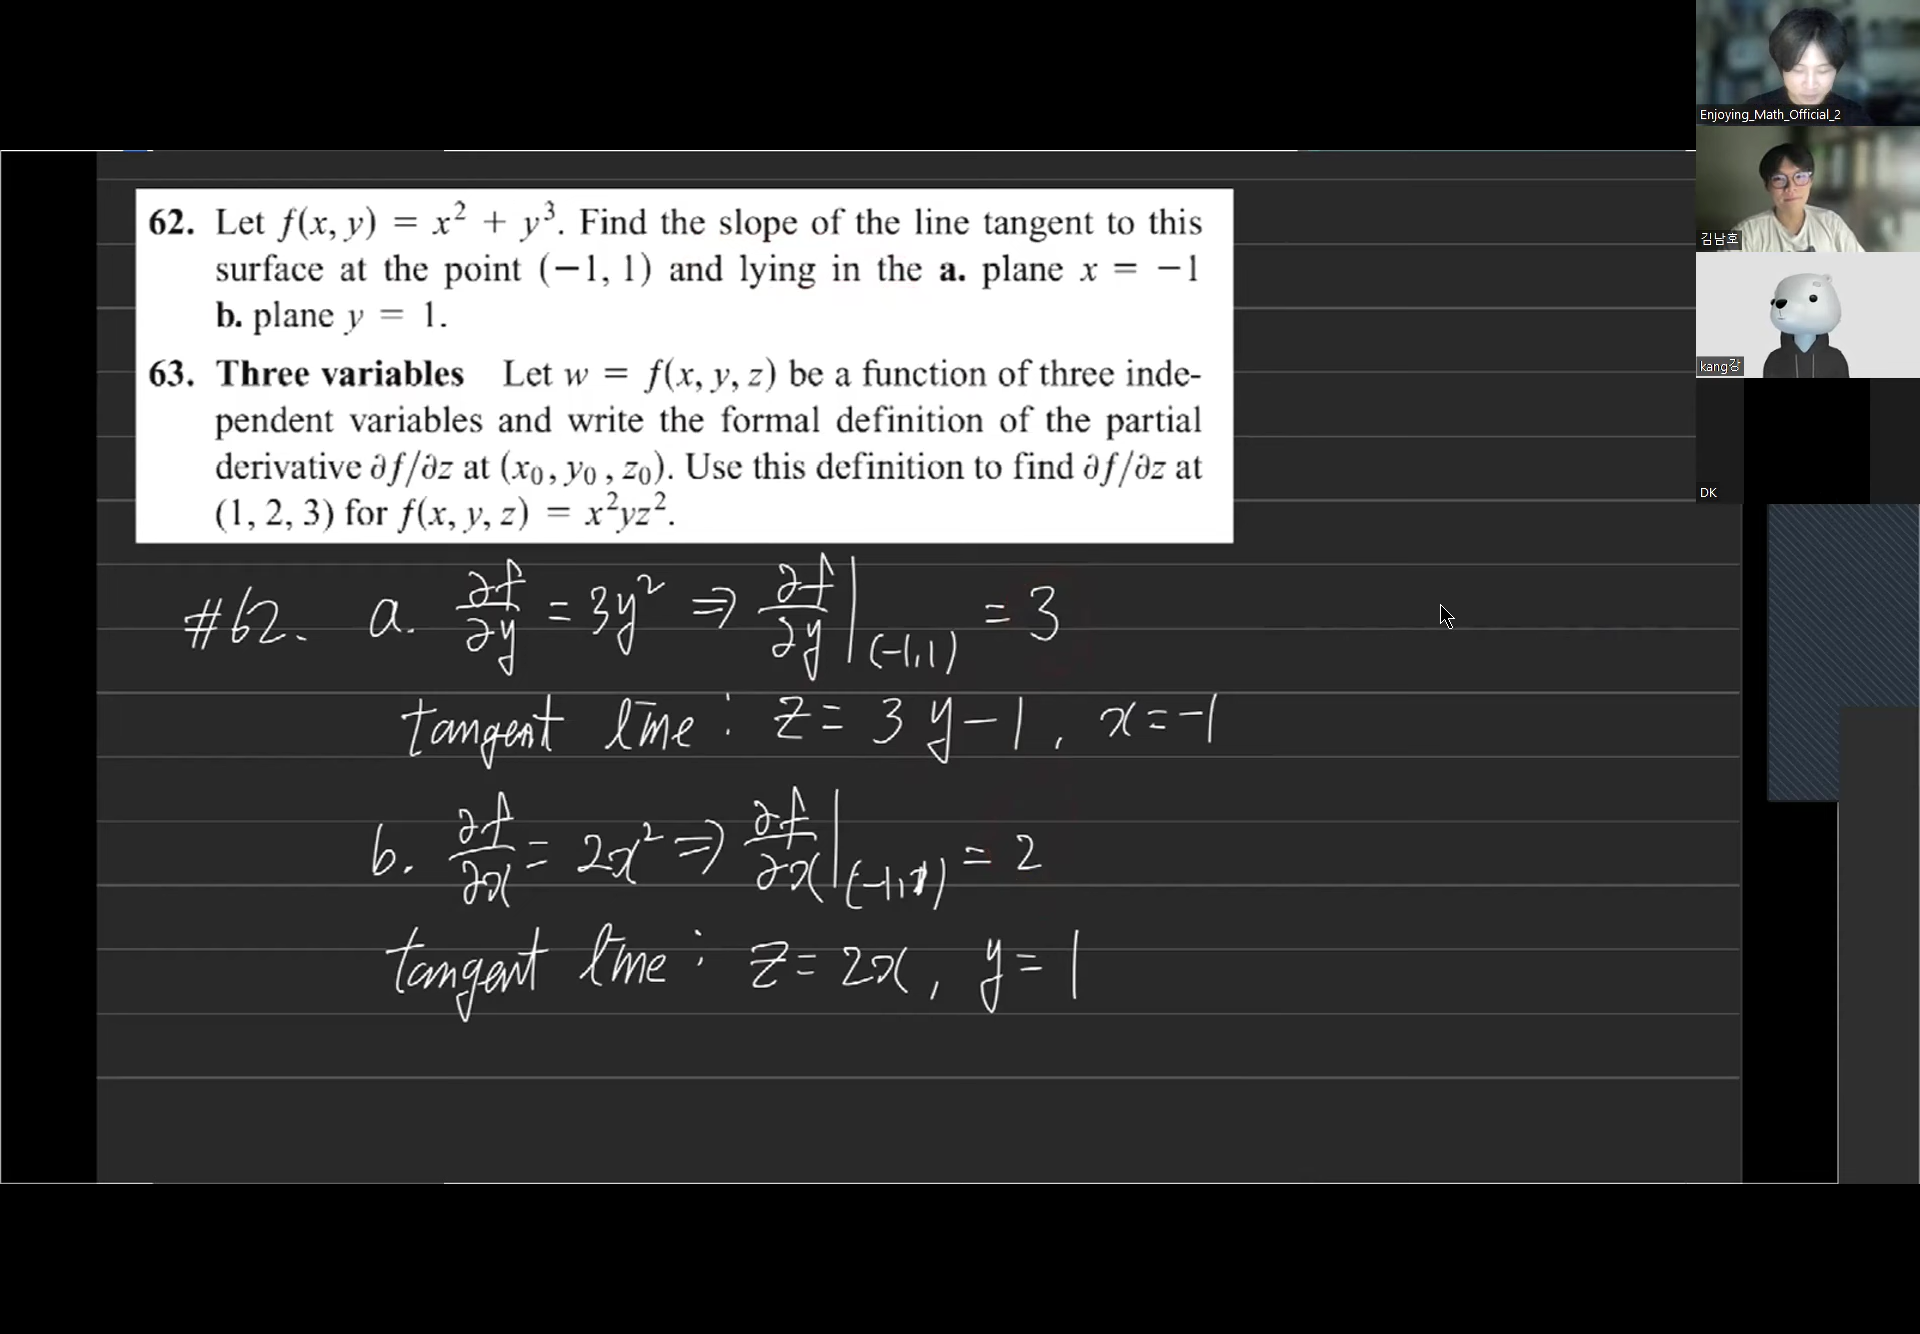 62. Let f(x, y) = x² + y³. Find the slope of the line tangent to this
surface at the point (−1, 1) and lying in the a. plane x = −1
b. plane y = 1.
63. Three variables Let w = f(x, y, z) be a function of three inde-
pendent variables and write the formal definition of the partial
derivative ∂f/∂z at (x₀, y₀, z₀). Use this definition to find ∂f/∂z at
(1, 2, 3) for f(x, y, z) = x²yz².
#62. a. ∂f/∂y = 3y² ⇒ ∂f/∂y|(-1,1) = 3
tangent line : z = 3y-1, x=-1
b. ∂f/∂x = 2x² ⇒ ∂f/∂x|(-1,1) = 2
tangent line : z = 2x, y = 1
Enjoying_Math_Official_2
김남호
kang강
DK